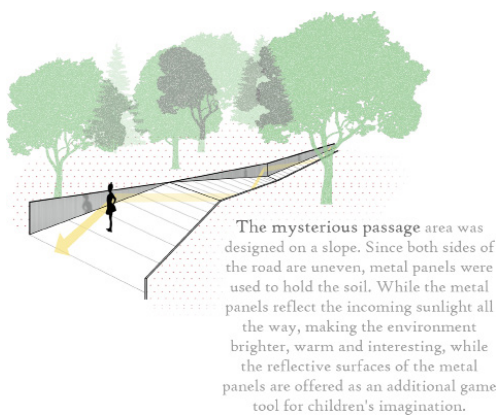 The mysterious passage area was
designed on a slope. Since both sides of
the road are uneven, metal panels were
used to hold the soil. While the metal
panels reflect the incoming sunlight all
the way, making the environment
brighter, warm and interesting, while
the reflective surfaces of the metal
panels are offered as an additional game
tool for children's imagination.